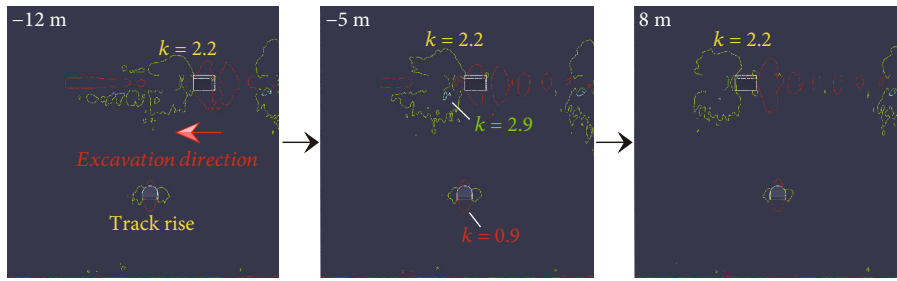 −12 m
k = 2.2
Excavation direction
Track rise
−5 m
k = 2.2
k = 2.9
k = 0.9
8 m
k = 2.2